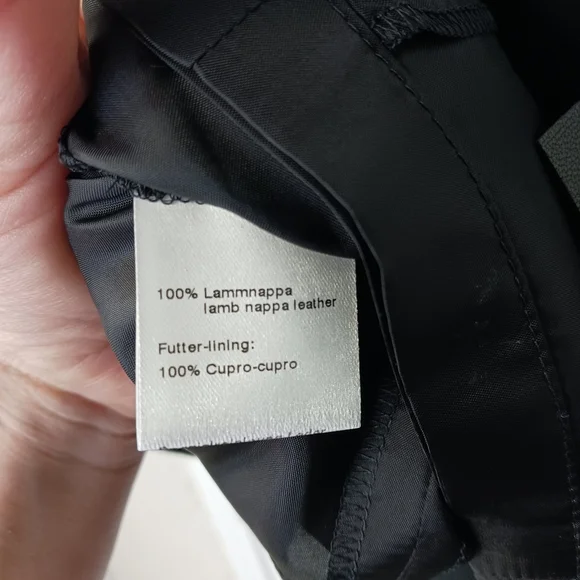 100% Lammnappa
lamb nappa leather
Futter-lining:
100% Cupro-cupro